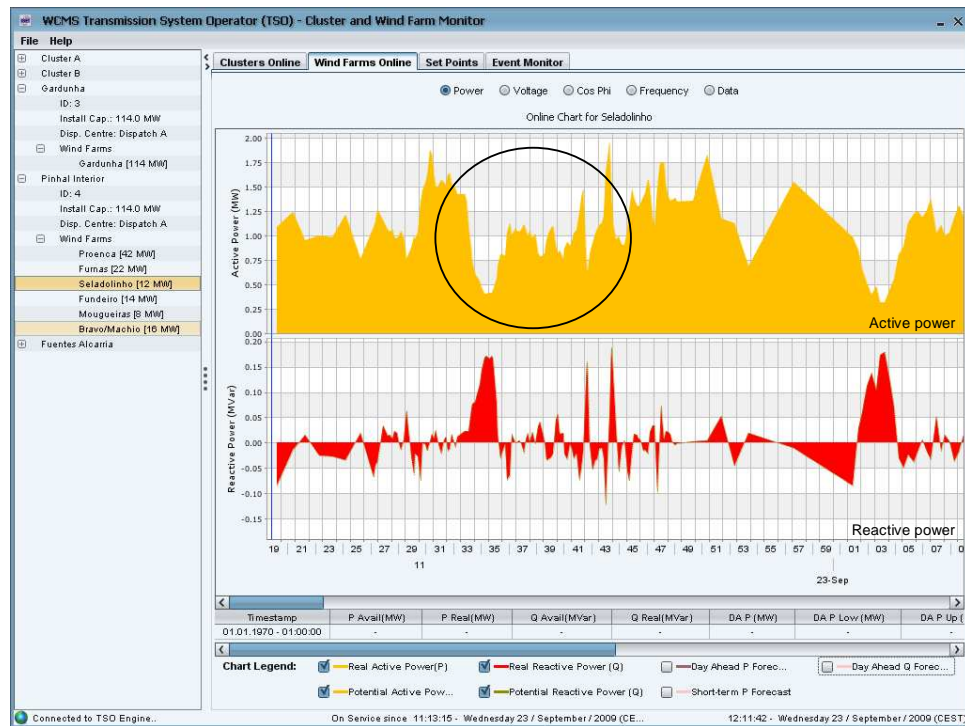 WCMS Transmission System Operator (TSO) - Cluster and Wind Farm Monitor
File Help
Cluster A
Cluster B
Gardunha
ID: 3
Install Cap.: 114.0 MW
Disp. Centre: Dispatch A
Wind Farms
Gardunha [114 MW]
Pinhal Interior
ID: 4
Install Cap.: 114.0 MW
Disp. Centre: Dispatch A
Wind Farms
Proenca [42 MW]
Furnas [22 MW]
Seladolinho [12 MW]
Fundeiro [14 MW]
Mougueiras [8 MW]
Bravo/Machio [16 MW]
Fuentes Alcarria
Clusters Online Wind Farms Online Set Points Event Monitor
Power Voltage Cos Phi Frequency Data
Online Chart for Seladolinho
Active Power (MW)
2.00
1.75
1.50
1.25
1.00
0.75
0.50
0.25
0.00
Active power
Reactive Power (MVar)
0.20
0.15
0.10
0.05
0.00
-0.05
-0.10
-0.15
Reactive power
19 21 23 25 27 29 31 33 35 37 39 41 43 45 47 49 51 53 55 57 59 01 03 05 07 0
11
23-Sep
Timestamp P Avail(MW) P Real(MW) Q Avail(MVar) Q Real(MVar) DA P (MW) DA P Low (MW) DA P Up (
01.01.1970 - 01:00:00 - - - - - - -
Chart Legend: Real Active Power(P) Real Reactive Power (Q) Day Ahead P Forec... Day Ahead Q Forec...
Potential Active Pow... Potential Reactive Power (Q) Short-term P Forecast
Connected to TSO Engine.. On Service since 11:13:15 - Wednesday 23 / September / 2009 (CE... 12:11:42 - Wednesday 23 / September / 2009 (CEST)